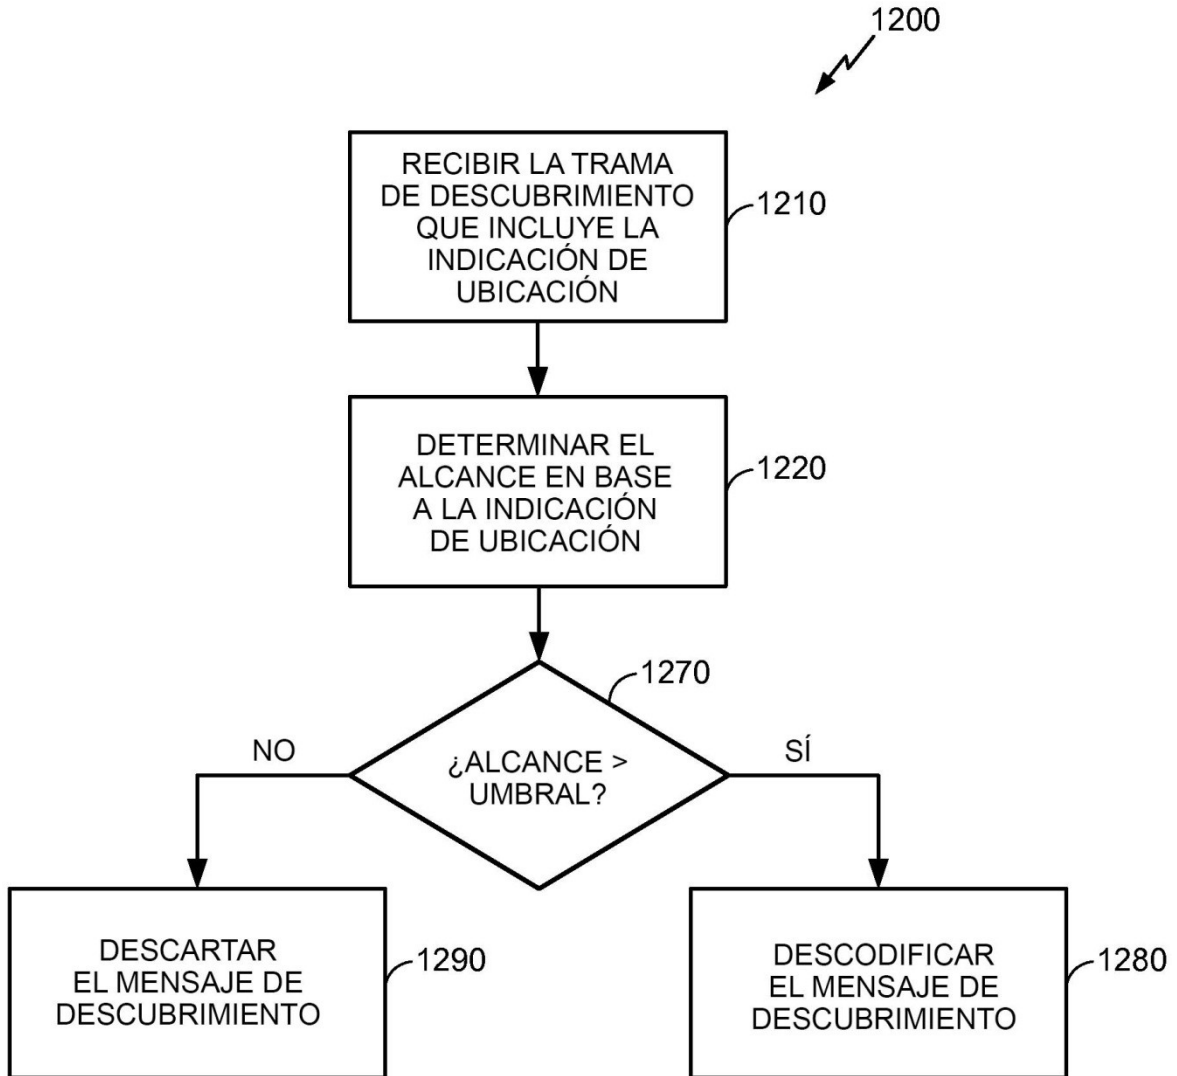 1200
RECIBIR LA TRAMA
DE DESCUBRIMIENTO
QUE INCLUYE LA
INDICACIÓN DE
UBICACIÓN
1210
DETERMINAR EL
ALCANCE EN BASE
A LA INDICACIÓN
DE UBICACIÓN
1220
1270
¿ALCANCE >
UMBRAL?
NO
SÍ
DESCARTAR
EL MENSAJE DE
DESCUBRIMIENTO
1290
DESCODIFICAR
EL MENSAJE DE
DESCUBRIMIENTO
1280